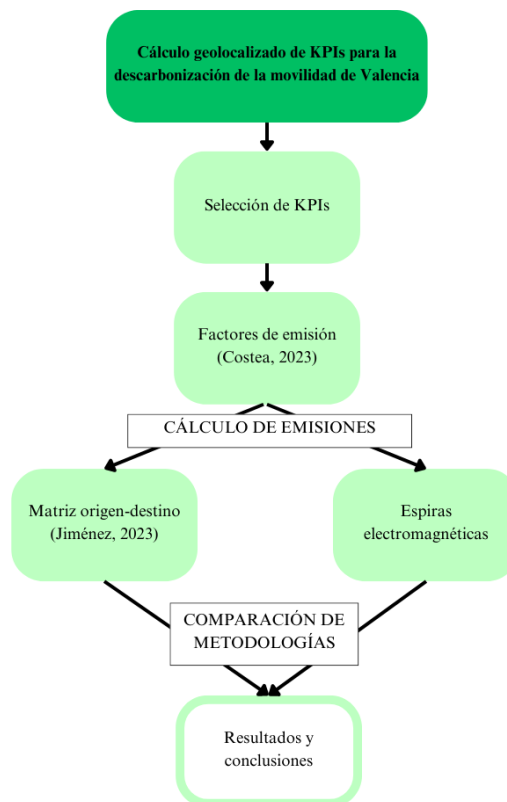 Cálculo geolocalizado de KPIs para la
descarbonización de la movilidad de Valencia
Selección de KPIs
Factores de emisión
(Costea, 2023)
CÁLCULO DE EMISIONES
Matriz origen-destino
(Jiménez, 2023)
Espiras
electromagnéticas
COMPARACIÓN DE
METODOLOGÍAS
Resultados y
conclusiones